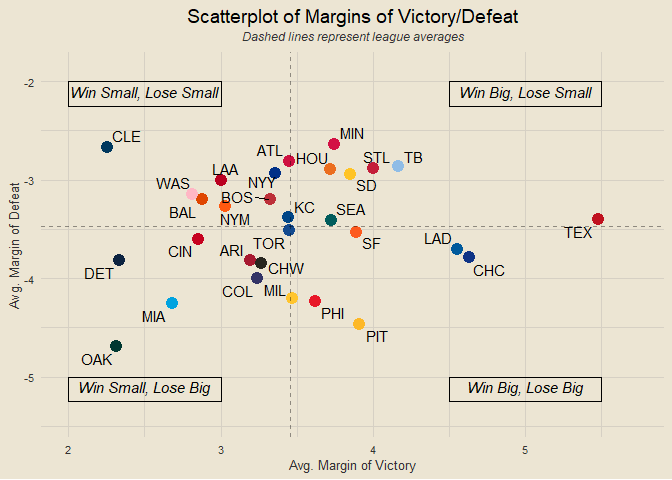 Scatterplot of Margins of Victory/Defeat
Dashed lines represent league averages
-2
Win Small, Lose Small
Win Big, Lose Small
CLE
MIN
ATL
HOU
STL
TB
LAA
-3
WAS
NYY
SD
BOS
BAL
NYM
KC
SEA
TEX
TOR
SF
LAD
CIN
ARI
CHC
DET
CHW
-4
COL
MIL
MIA
PHI
PIT
OAK
-5
Win Small, Lose Big
Win Big, Lose Big
Avg. Margin of Defeat
2
3
4
5
Avg. Margin of Victory